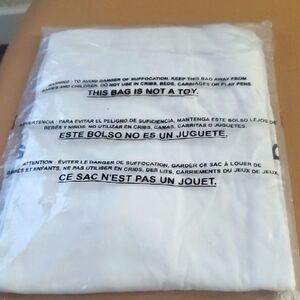 WARNING : TO AVOID DANGER OF SUFFOCATION, KEEP THIS BAG AWAY FROM
BABIES AND CHILDREN. DO NOT USE IN CRIBS, BEDS, CARRIAGES OR PLAY PENS.
THIS BAG IS NOT A TOY.
ADVERTENCIA : PARA EVITAR EL PELIGRO DE SUFICIENCIA, MANTENGA ESTE BOLSO LEJOS DE
BEBÉS Y NIÑOS. NO UTILIZAR EN CRIBS, CAMAS, CARRITAS O JUGUETES.
ESTE BOLSO NO ES UN JUGUETE.
ATTENTION : ÉVITER LE DANGER DE SUFFOCATION, GARDER CE SAC À LOUER DE
BÉBÉS ET ENFANTS, NE PAS UTILISER EN CRIBS, DES LITS, CARRIEMENTS OU JEUX DE JEUX.
CE SAC N'EST PAS UN JOUET.